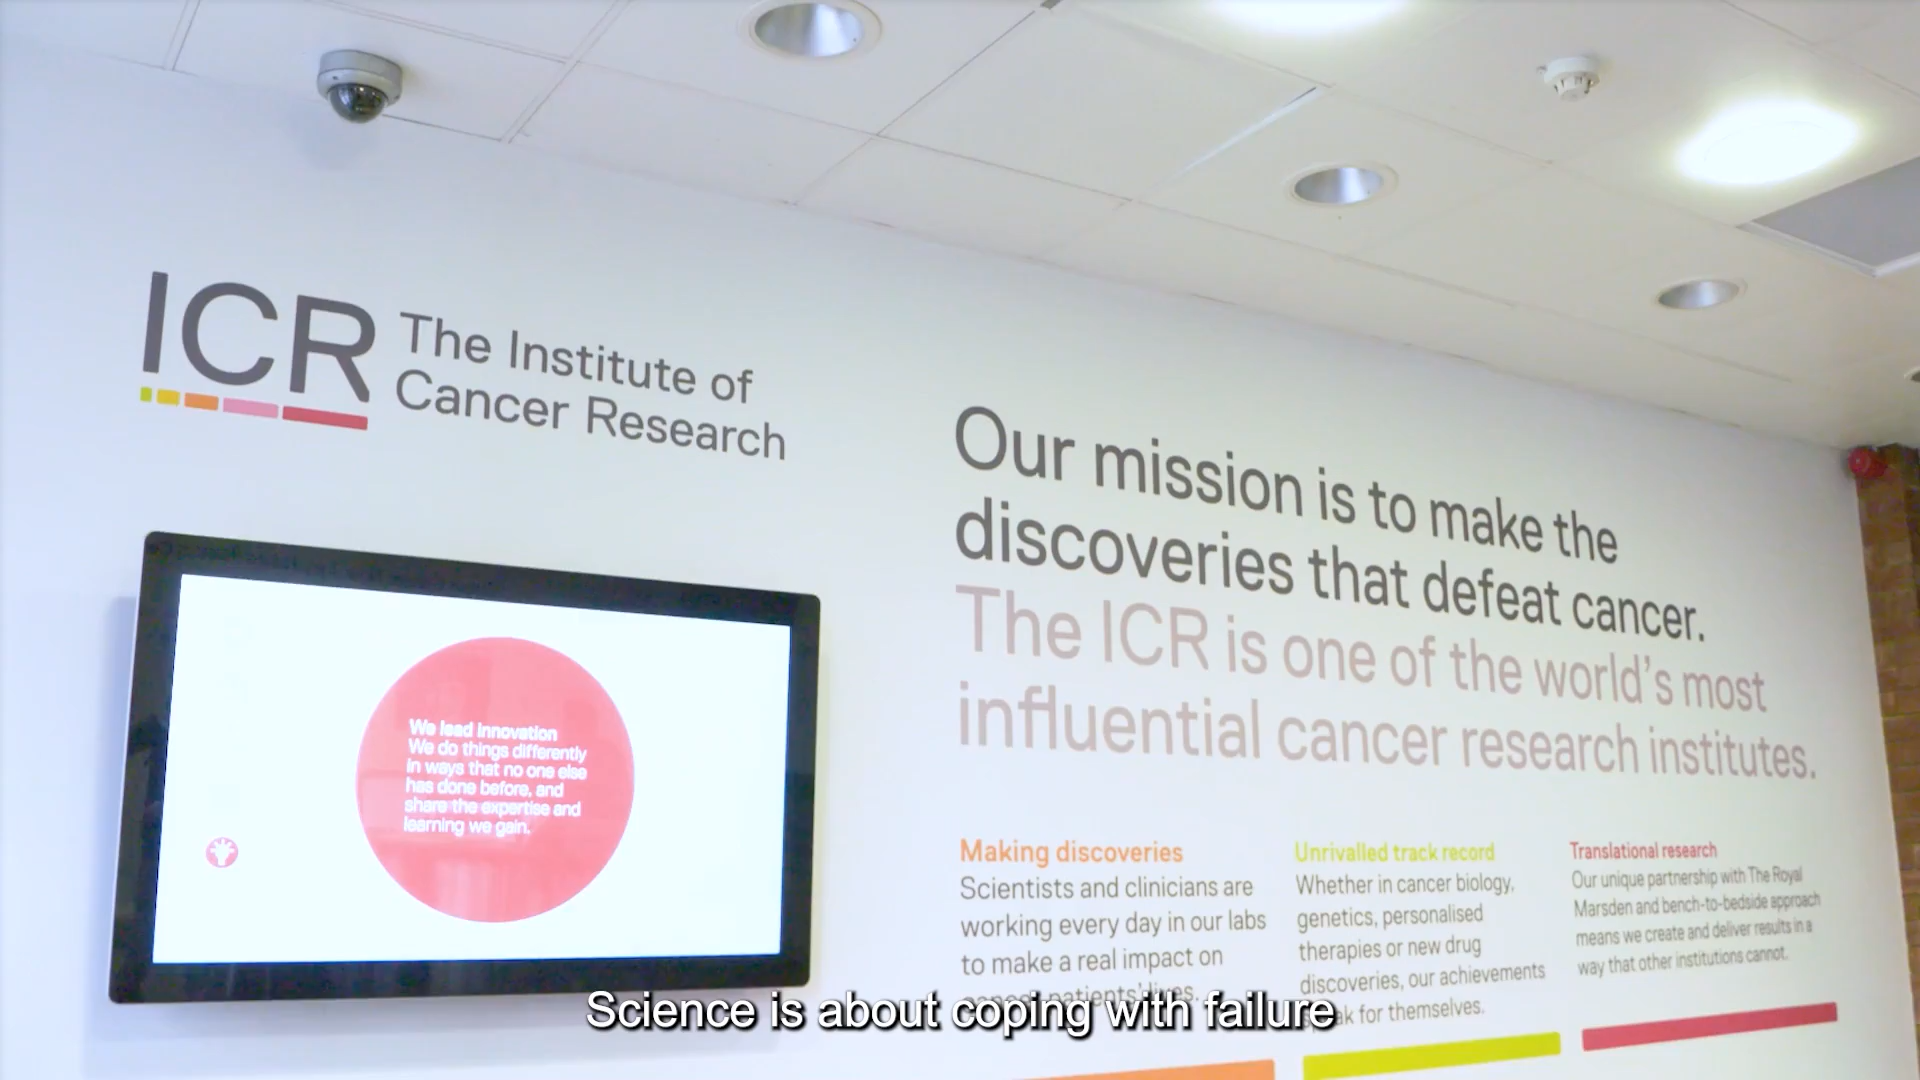 ICR
The Institute of
Cancer Research
Our mission is to make the
discoveries that defeat cancer.
The ICR is one of the world's most
influential cancer research institutes.
We lead innovation
We do things differently
in ways that no one else
has done before, and
share the expertise and
learning we gain.
Making discoveries
Scientists and clinicians are
working every day in our labs
to make a real impact on
cancer patients' lives.
Unrivalled track record
Whether in cancer biology,
genetics, personalised
therapies or new drug
discoveries, our achievements
speak for themselves.
Translational research
Our unique partnership with The Royal
Marsden and bench-to-bedside approach
means we create and deliver results in a
way that other institutions cannot.
Science is about coping with failure